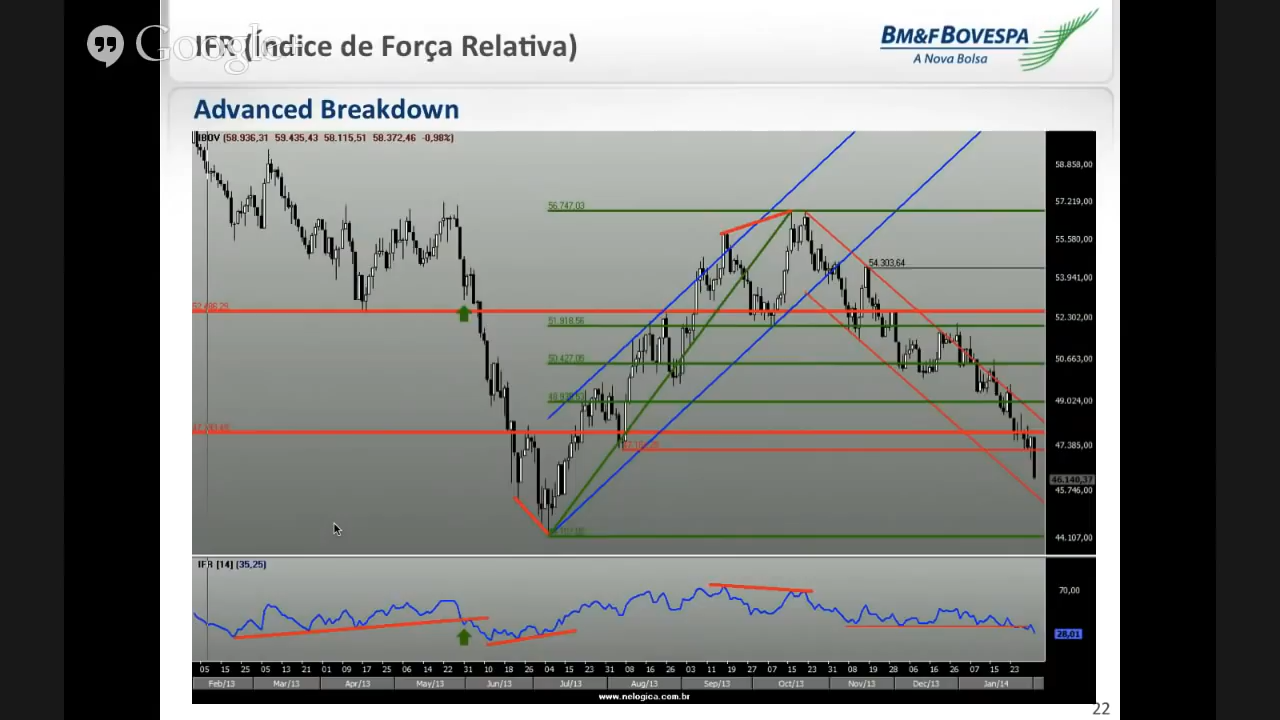 Google
IFR (Índice de Força Relativa)
BM&FBOVESPA
A Nova Bolsa
Advanced Breakdown
IBOV (58.936,31 59.435,43 58.115,51 58.372,46 -0,98%)
58.858,00
56.747,03
57.219,00
55.580,00
54.303,64
53.941,00
52.302,00
51.918,56
50.663,00
49.024,00
47.385,00
46.140,37
45.746,00
44.107,00
IFR [14] (35,25)
70,00
28,01
05 15 25 05 13 21 01 09 17 25 06 14 22 31 10 18 26 04 15 23 31 08 16 26 03 11 19 27 07 15 23 31 08 19 28 06 16 26 07 15 23
Feb/13 Mar/13 Apr/13 May/13 Jun/13 Jul/13 Aug/13 Sep/13 Oct/13 Nov/13 Dec/13 Jan/14
www.nelogica.com.br
22